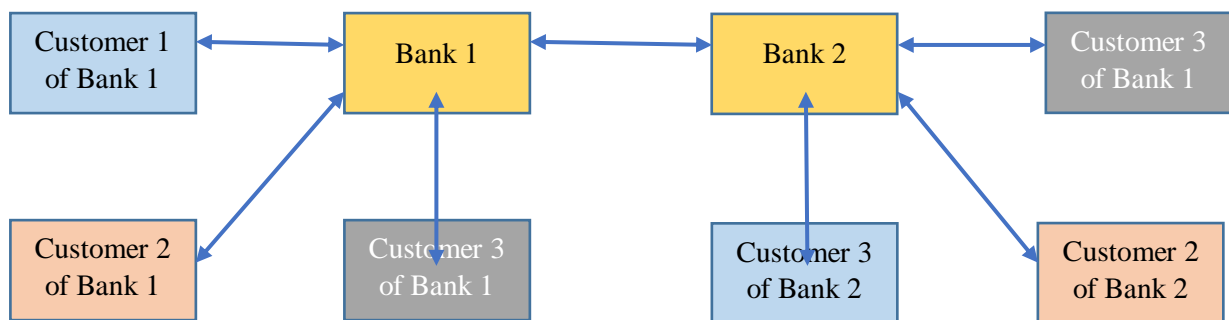 Customer 1
of Bank 1
Bank 1
Bank 2
Customer 3
of Bank 1
Customer 2
of Bank 1
Customer 3
of Bank 1
Customer 3
of Bank 2
Customer 2
of Bank 2